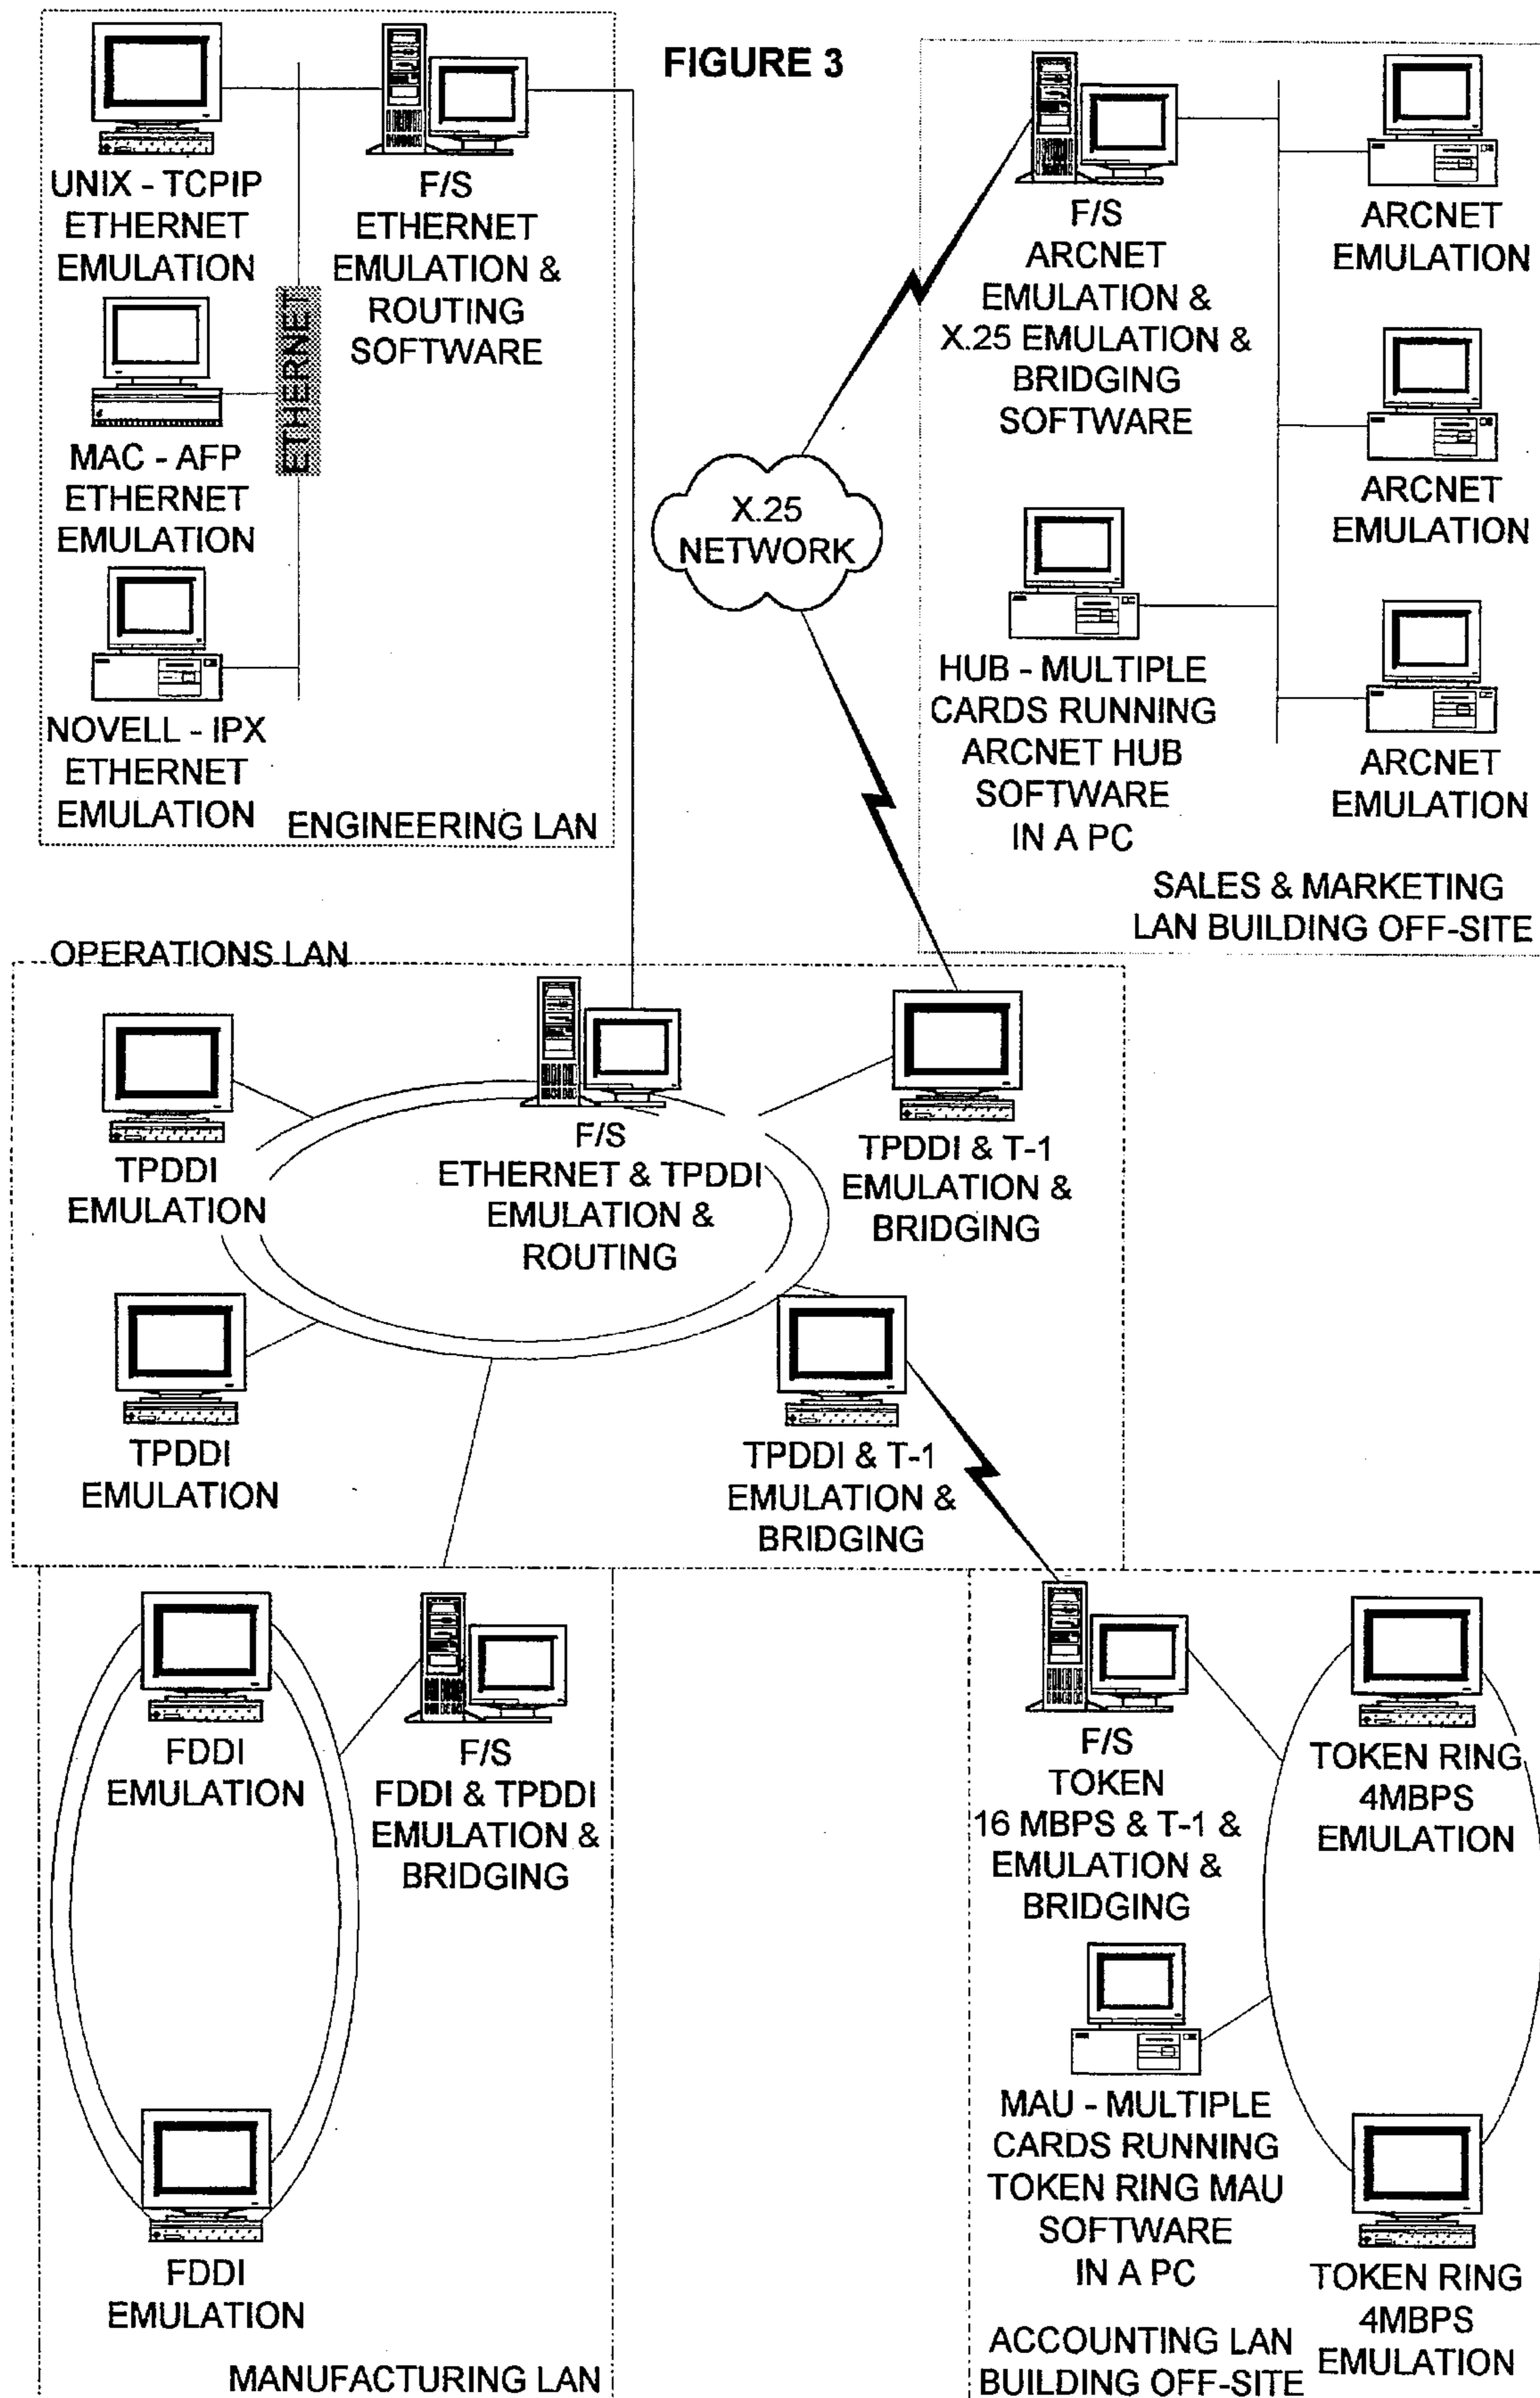 FIGURE 3
UNIX - TCPIP
ETHERNET
EMULATION
F/S
ETHERNET
EMULATION &
ROUTING
SOFTWARE
ETHERNET
MAC - AFP
ETHERNET
EMULATION
NOVELL - IPX
ETHERNET
EMULATION
ENGINEERING LAN
X.25
NETWORK
F/S
ARCNET
EMULATION &
X.25 EMULATION &
BRIDGING
SOFTWARE
ARCNET
EMULATION
ARCNET
EMULATION
HUB - MULTIPLE
CARDS RUNNING
ARCNET HUB
SOFTWARE
IN A PC
ARCNET
EMULATION
SALES & MARKETING
LAN BUILDING OFF-SITE
OPERATIONS LAN
TPDDI
EMULATION
F/S
ETHERNET & TPDDI
EMULATION &
ROUTING
TPDDI & T-1
EMULATION &
BRIDGING
TPDDI
EMULATION
TPDDI & T-1
EMULATION &
BRIDGING
FDDI
EMULATION
F/S
FDDI & TPDDI
EMULATION &
BRIDGING
FDDI
EMULATION
MANUFACTURING LAN
F/S
TOKEN
16 MBPS & T-1 &
EMULATION &
BRIDGING
TOKEN RING
4MBPS
EMULATION
MAU - MULTIPLE
CARDS RUNNING
TOKEN RING MAU
SOFTWARE
IN A PC
TOKEN RING
4MBPS
EMULATION
ACCOUNTING LAN
BUILDING OFF-SITE